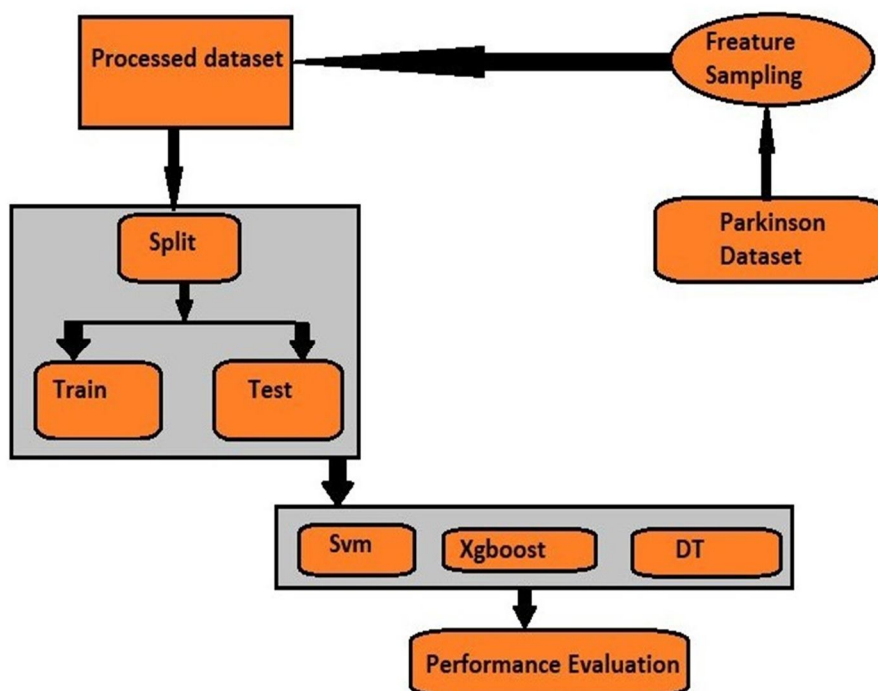 Processed dataset
Freature
Sampling
Parkinson
Dataset
Split
Train
Test
Svm
Xgboost
DT
Performance Evaluation